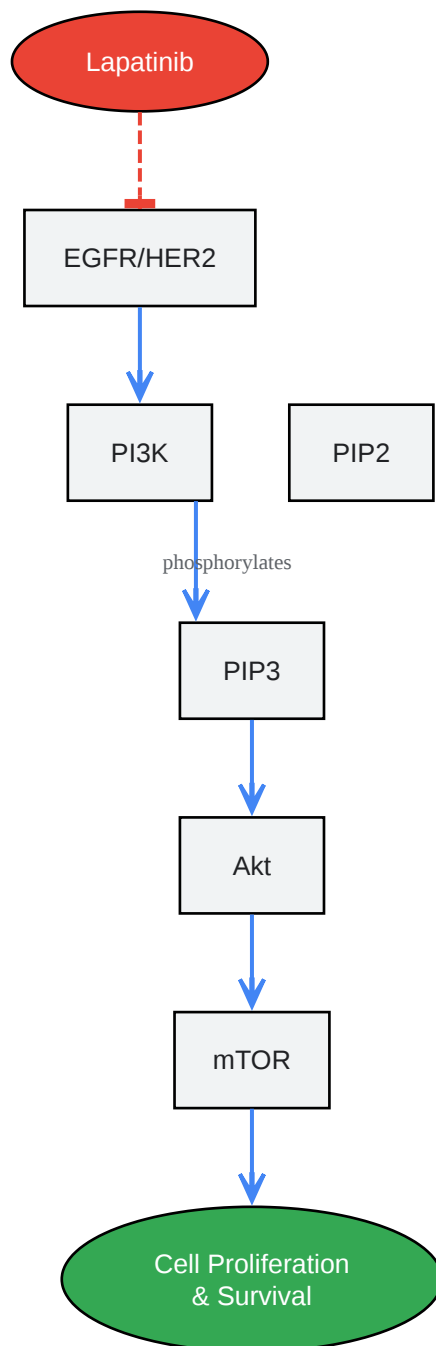 Lapatinib
EGFR/HER2
PI3K
PIP2
phosphorylates
PIP3
Akt
mTOR
Cell Proliferation
& Survival